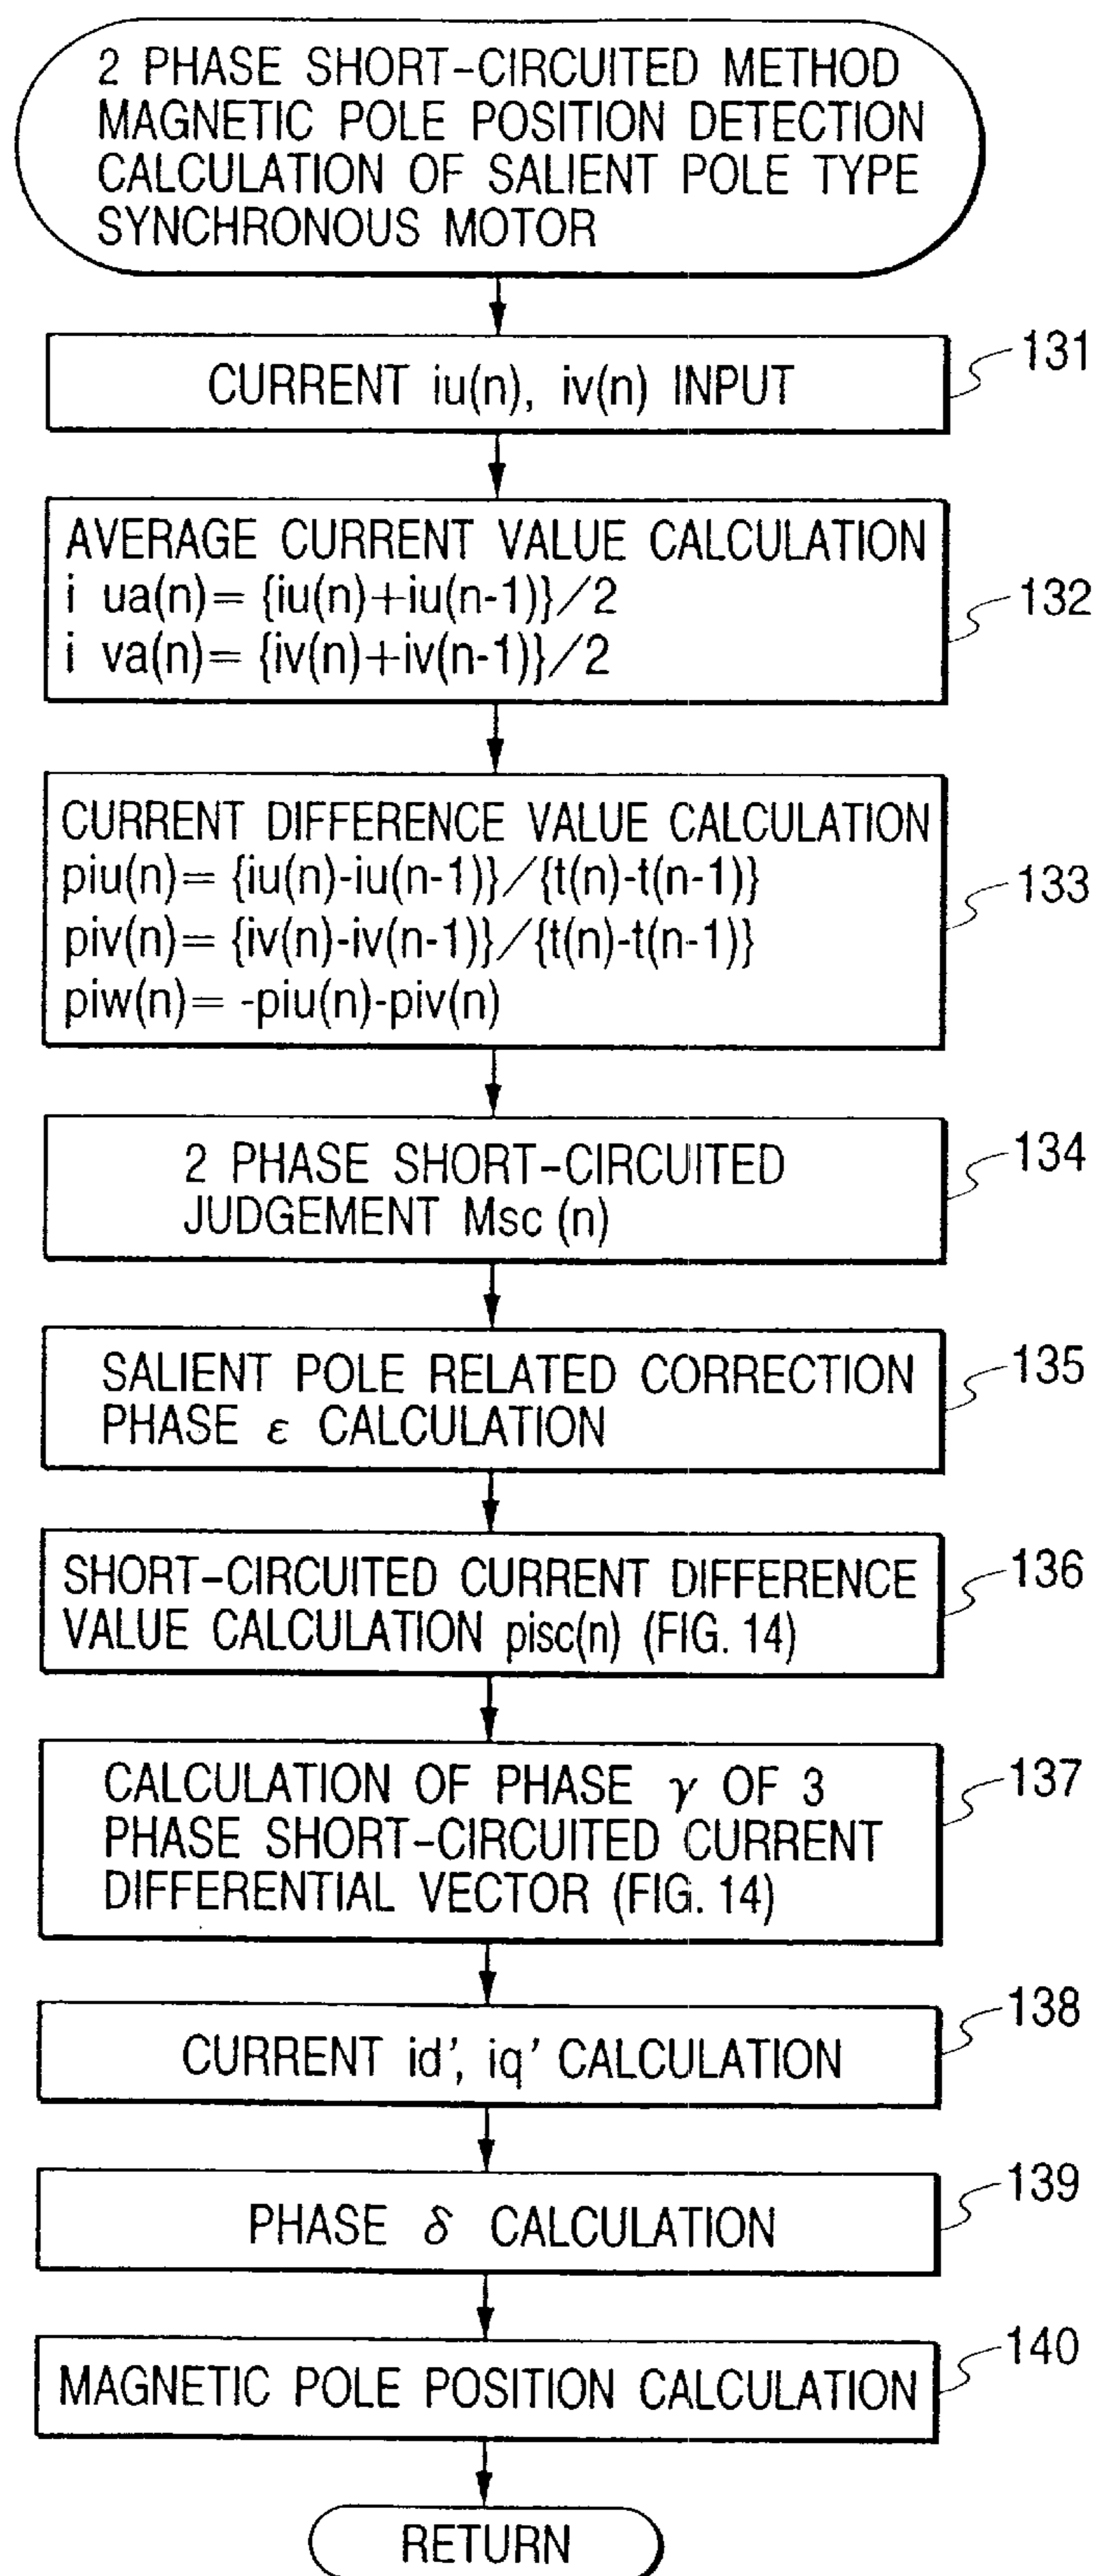 2 PHASE SHORT-CIRCUITED METHOD
MAGNETIC POLE POSITION DETECTION
CALCULATION OF SALIENT POLE TYPE
SYNCHRONOUS MOTOR
CURRENT iu(n), iv(n) INPUT
131
AVERAGE CURRENT VALUE CALCULATION
i ua(n)= {iu(n)+iu(n-1)}/2
i va(n)= {iv(n)+iv(n-1)}/2
132
CURRENT DIFFERENCE VALUE CALCULATION
piu(n)= {iu(n)-iu(n-1)}/{t(n)-t(n-1)}
piv(n)= {iv(n)-iv(n-1)}/{t(n)-t(n-1)}
piw(n)= -piu(n)-piv(n)
133
2 PHASE SHORT-CIRCUITED
JUDGEMENT Msc (n)
134
SALIENT POLE RELATED CORRECTION
PHASE ε CALCULATION
135
SHORT-CIRCUITED CURRENT DIFFERENCE
VALUE CALCULATION pisc(n) (FIG. 14)
136
CALCULATION OF PHASE γ OF 3
PHASE SHORT-CIRCUITED CURRENT
DIFFERENTIAL VECTOR (FIG. 14)
137
CURRENT id', iq' CALCULATION
138
PHASE δ CALCULATION
139
MAGNETIC POLE POSITION CALCULATION
140
RETURN